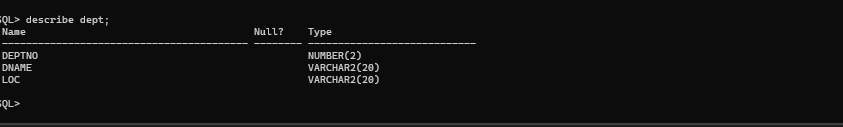 SQL> describe dept;
Name Null? Type
----------------------------------------- -------- ----------------------------
DEPTNO NUMBER(2)
DNAME VARCHAR2(20)
LOC VARCHAR2(20)
SQL>